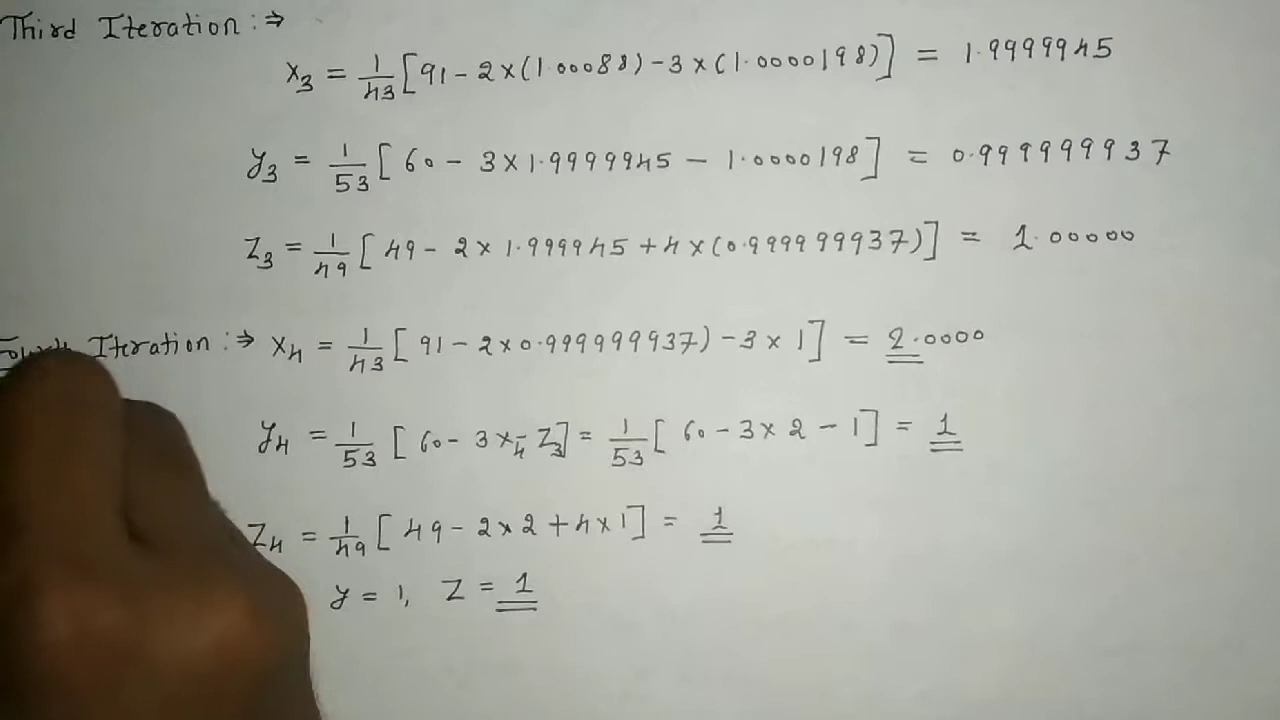 Third Iteration :⇒
x₃ = 1/43 [91 - 2×(1.00088) - 3×(1.0000198)] = 1.9999945
y₃ = 1/53 [60 - 3×1.9999945 - 1.0000198] = 0.999999937
Z₃ = 1/49 [49 - 2×1.999945 + 4×(0.999999937)] = 1.00000
Iteration :⇒ x₄ = 1/43 [91 - 2×0.999999937) - 3×1] = 2.0000
y₄ = 1/53 [60 - 3x₄ - Z₃] = 1/53 [60 - 3×2 - 1] = 1
Z₄ = 1/49 [49 - 2×2 + 4×1] = 1
y = 1, Z = 1